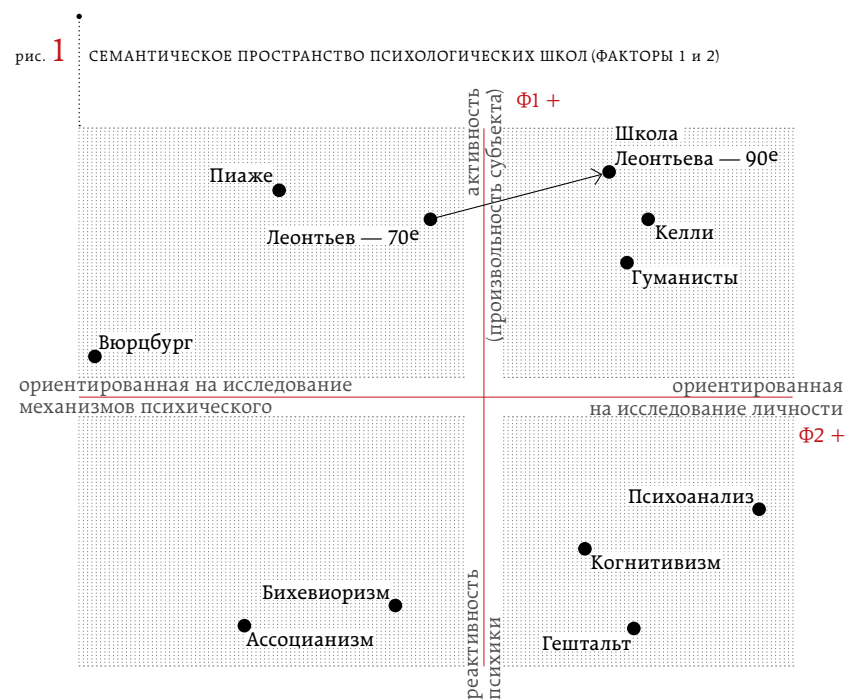 рис. 1 СЕМАНТИЧЕСКОЕ ПРОСТРАНСТВО ПСИХОЛОГИЧЕСКИХ ШКОЛ (ФАКТОРЫ 1 и 2)
Ф1 +
активность
(произвольность субъекта)
Школа
Леонтьева — 90е
Пиаже
Леонтьев — 70е
Келли
Гуманисты
Вюрцбург
ориентированная на исследование
механизмов психического
ориентированная
на исследование личности
Ф2 +
Психоанализ
Когнитивизм
Бихевиоризм
Ассоцианизм
Гештальт
реактивность
психики